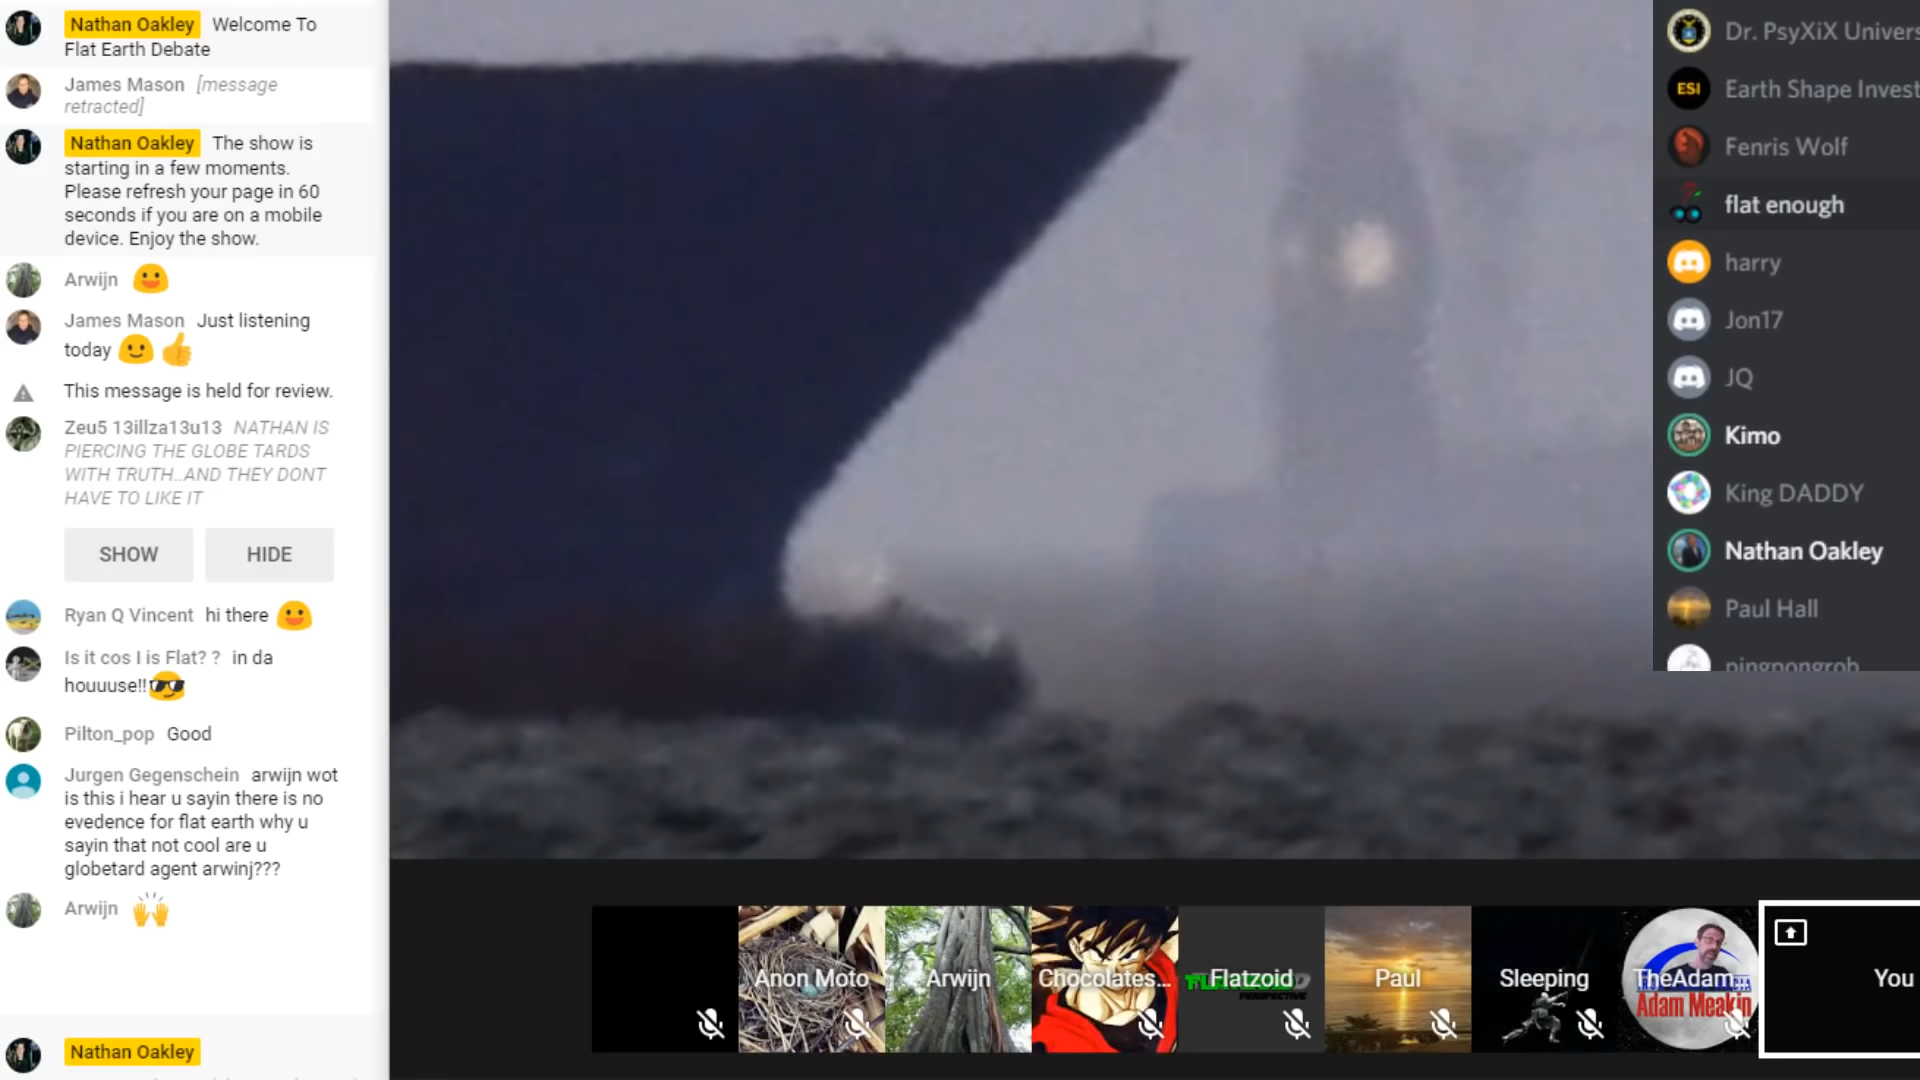 Nathan Oakley Welcome To
Flat Earth Debate
James Mason [message
retracted]
Nathan Oakley The show is
starting in a few moments.
Please refresh your page in 60
seconds if you are on a mobile
device. Enjoy the show.
Arwijn
James Mason Just listening
today
This message is held for review.
Zeu5 13illza13u13 NATHAN IS
PIERCING THE GLOBE TARDS
WITH TRUTH..AND THEY DONT
HAVE TO LIKE IT
SHOW HIDE
Ryan Q Vincent hi there
Is it cos I is Flat? ? in da
houuuse!!
Pilton_pop Good
Jurgen Gegenschein arwijn wot
is this i hear u sayin there is no
evedence for flat earth why u
sayin that not cool are u
globetard agent arwinj???
Arwijn
Nathan Oakley
Dr. PsyXiX Univers
ESI
Earth Shape Invest
Fenris Wolf
flat enough
harry
Jon17
JQ
Kimo
King DADDY
Nathan Oakley
Paul Hall
pingpongrob
Anon Moto
Arwijn
Chocolates...
Flatzoid
PERSPECTIVE
Paul
Sleeping
TheAdam...
Adam Meakin
You